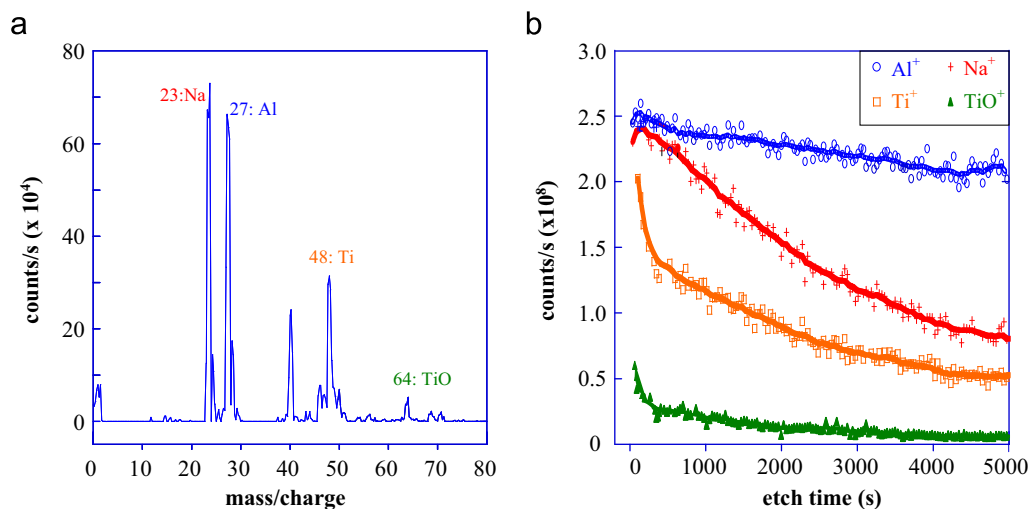 a
80
60
40
20
0
counts/s (x 10⁴)
23:Na
27: Al
48: Ti
64: TiO
0 10 20 30 40 50 60 70 80
mass/charge
b
3.0
2.5
2.0
1.5
1.0
0.5
0
counts/s (x10⁸)
Al⁺ Na⁺
Ti⁺ TiO⁺
0 1000 2000 3000 4000 5000
etch time (s)